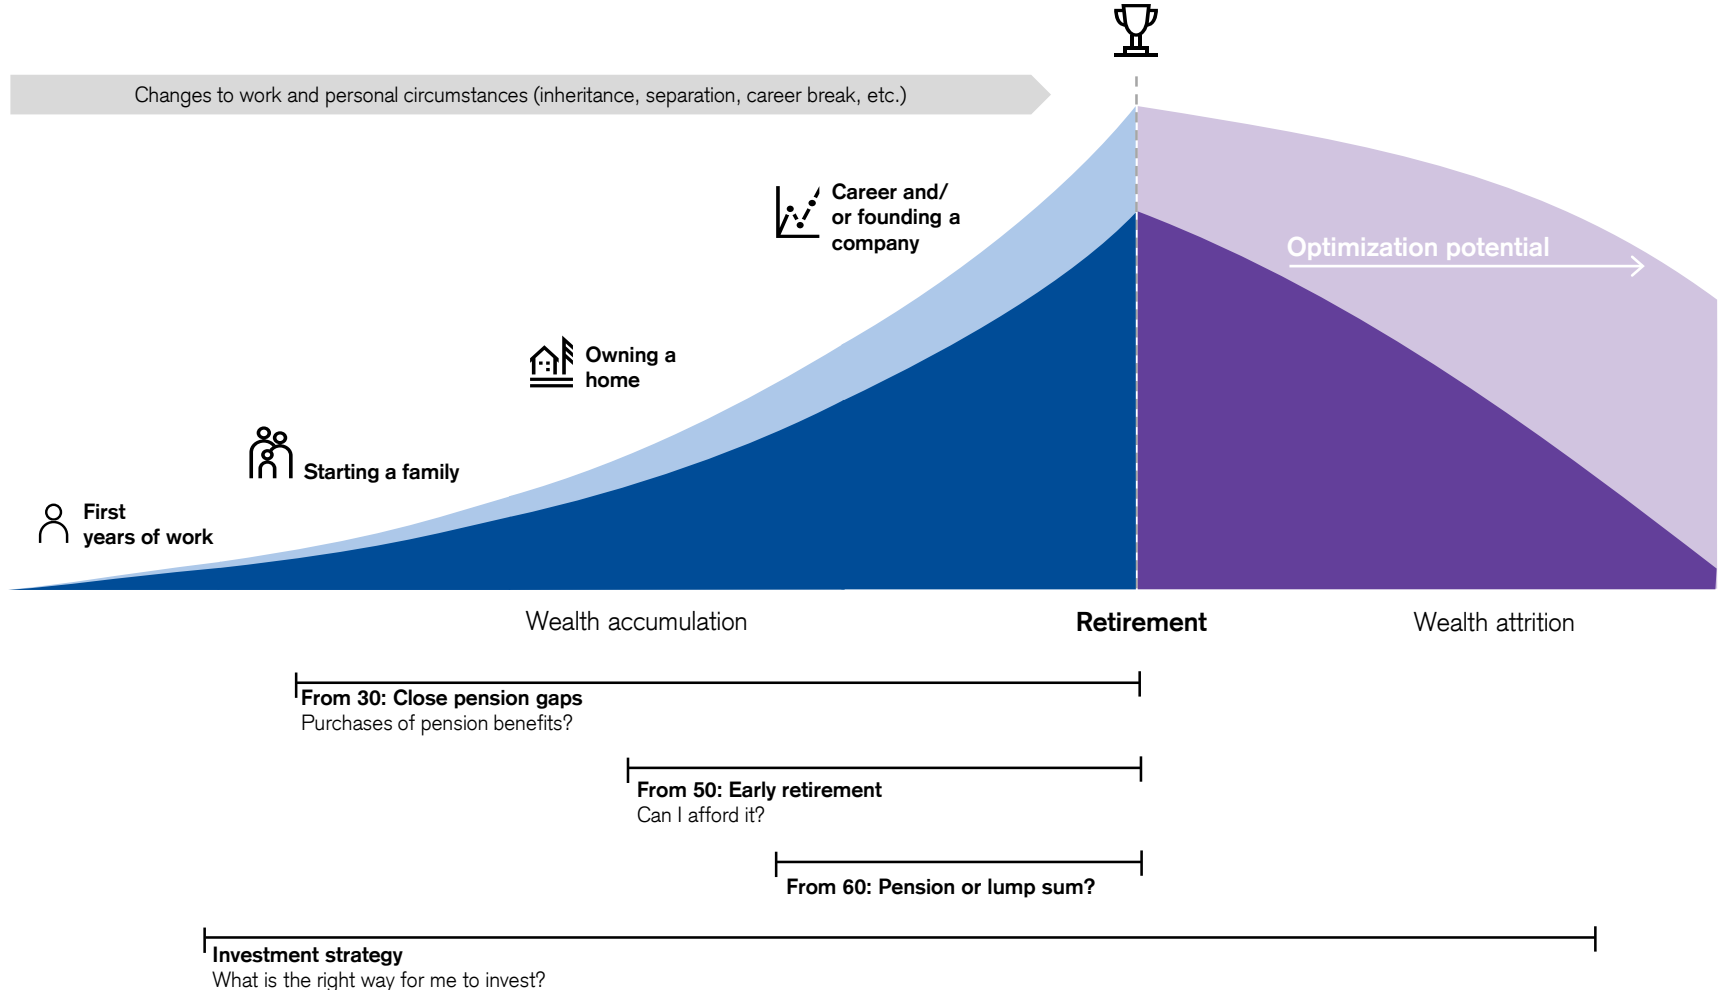 Changes to work and personal circumstances (inheritance, separation, career break, etc.)
Career and/
or founding a
company
Optimization potential
Owning a
home
Starting a family
First
years of work
Wealth accumulation
Retirement
Wealth attrition
From 30: Close pension gaps
Purchases of pension benefits?
From 50: Early retirement
Can I afford it?
From 60: Pension or lump sum?
Investment strategy
What is the right way for me to invest?